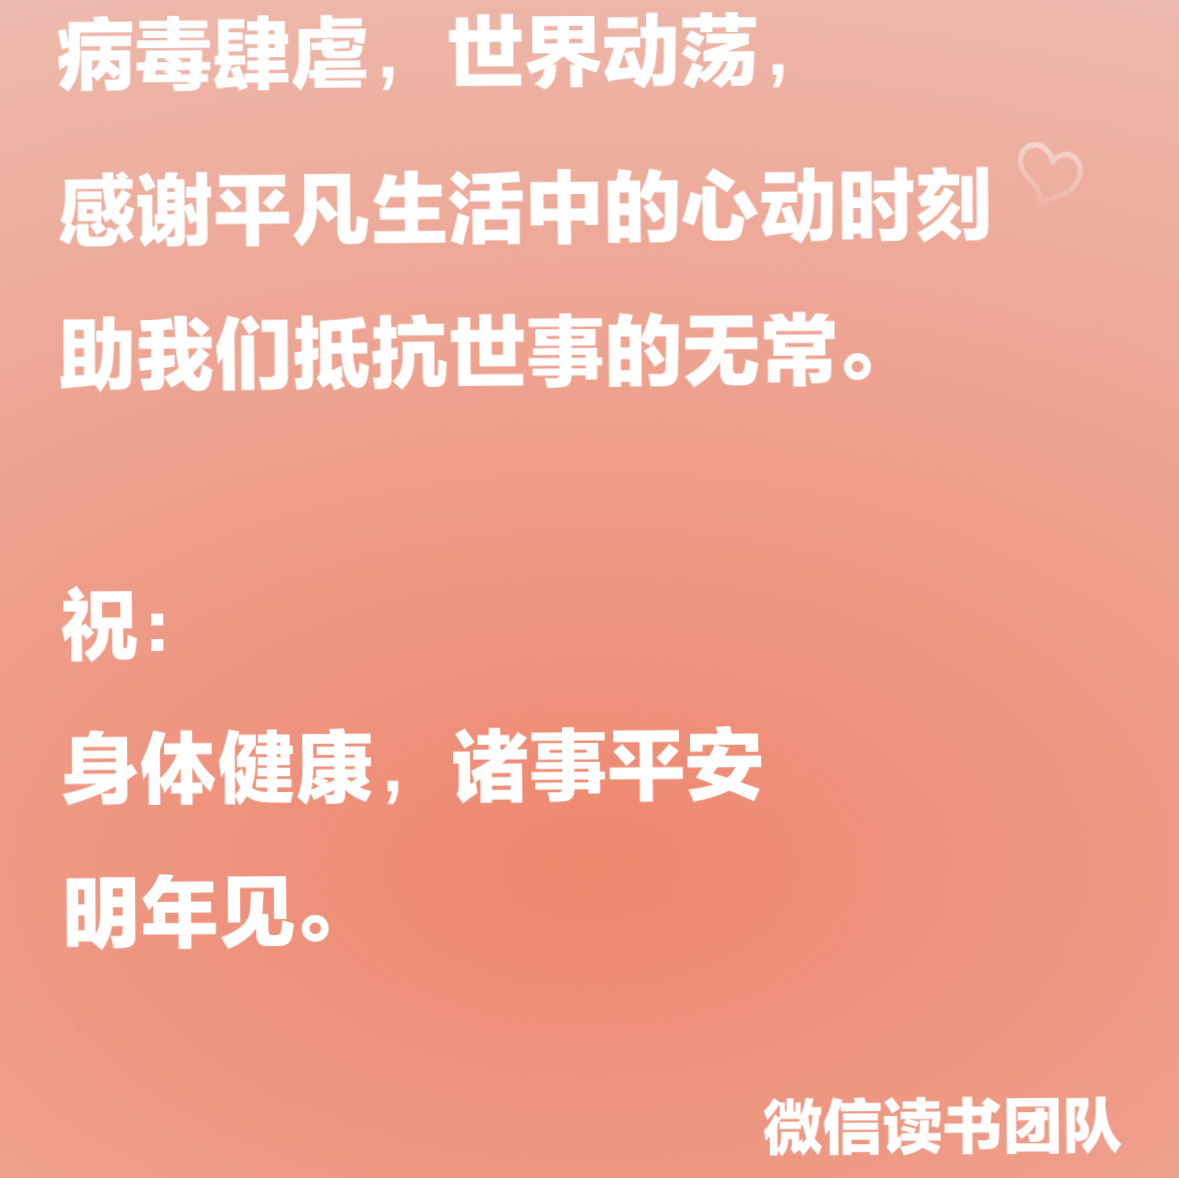 病毒肆虐，世界动荡，
感谢平凡生活中的心动时刻
助我们抵抗世事的无常。
祝：
身体健康，诸事平安
明年见。
微信读书团队